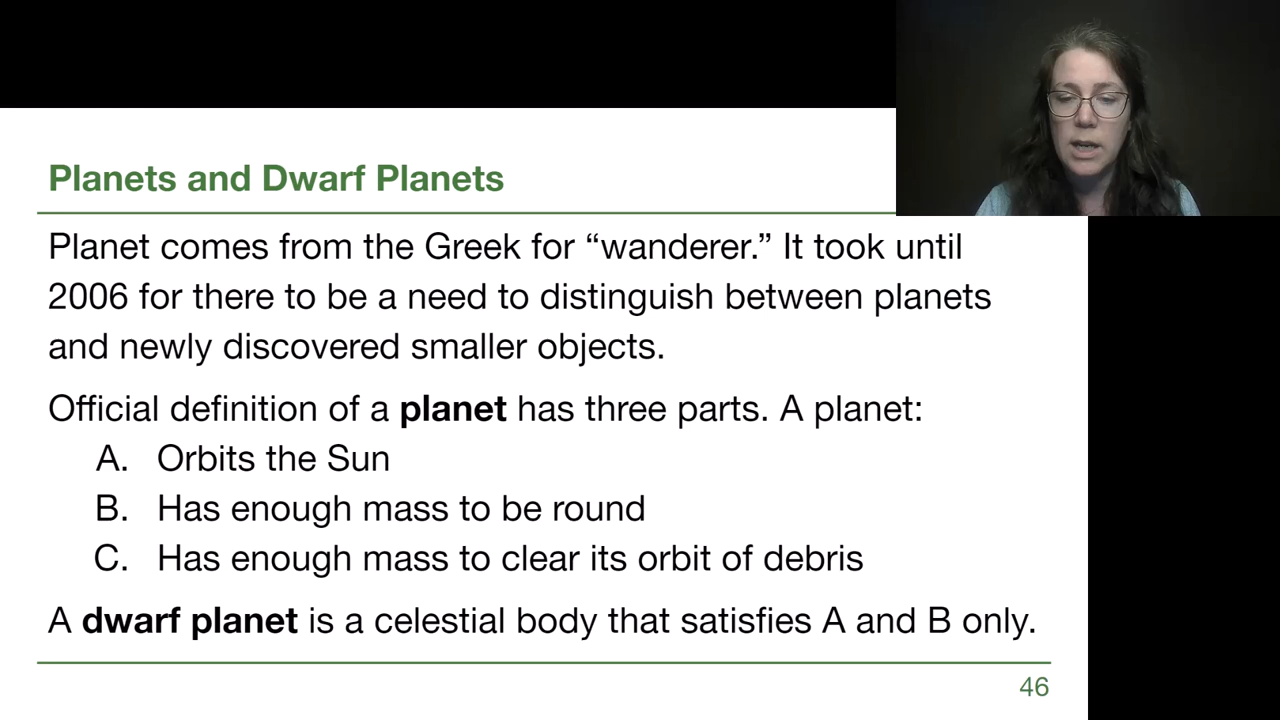 Planets and Dwarf Planets
Planet comes from the Greek for “wanderer.” It took until
2006 for there to be a need to distinguish between planets
and newly discovered smaller objects.
Official definition of a planet has three parts. A planet:
A. Orbits the Sun
B. Has enough mass to be round
C. Has enough mass to clear its orbit of debris
A dwarf planet is a celestial body that satisfies A and B only.
46